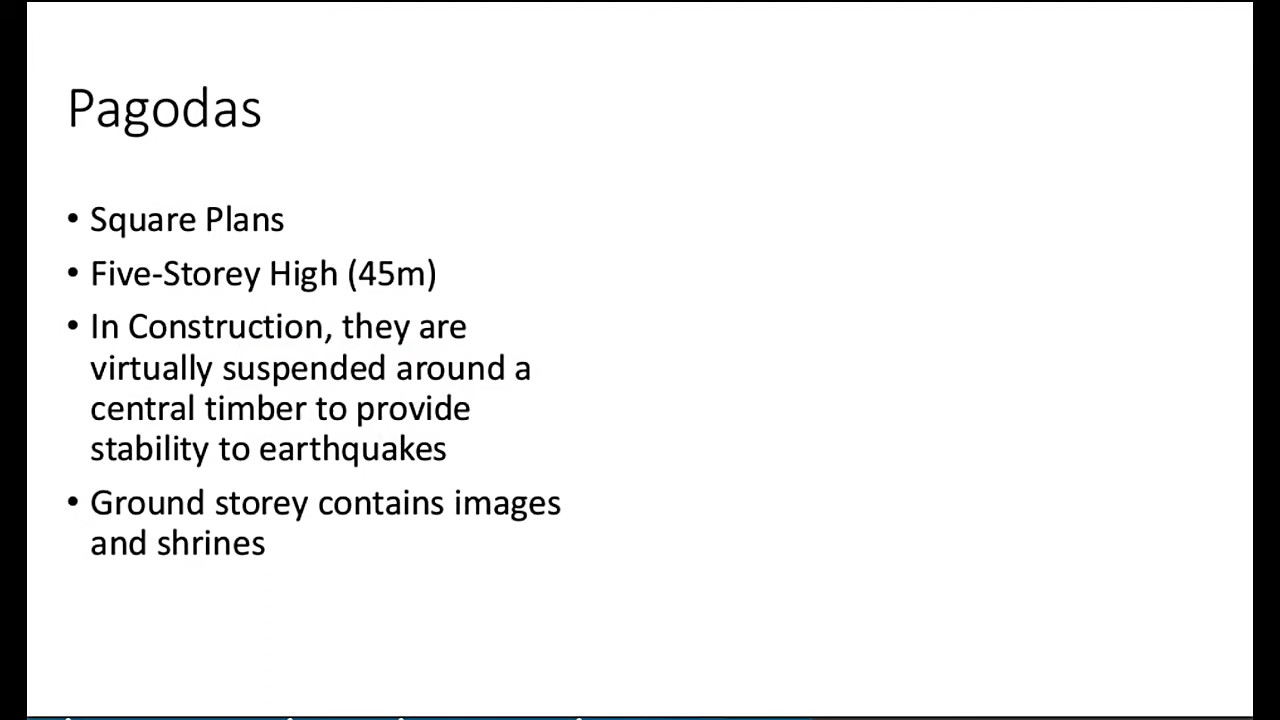 Pagodas
• Square Plans
• Five-Storey High (45m)
• In Construction, they are
virtually suspended around a
central timber to provide
stability to earthquakes
• Ground storey contains images
and shrines